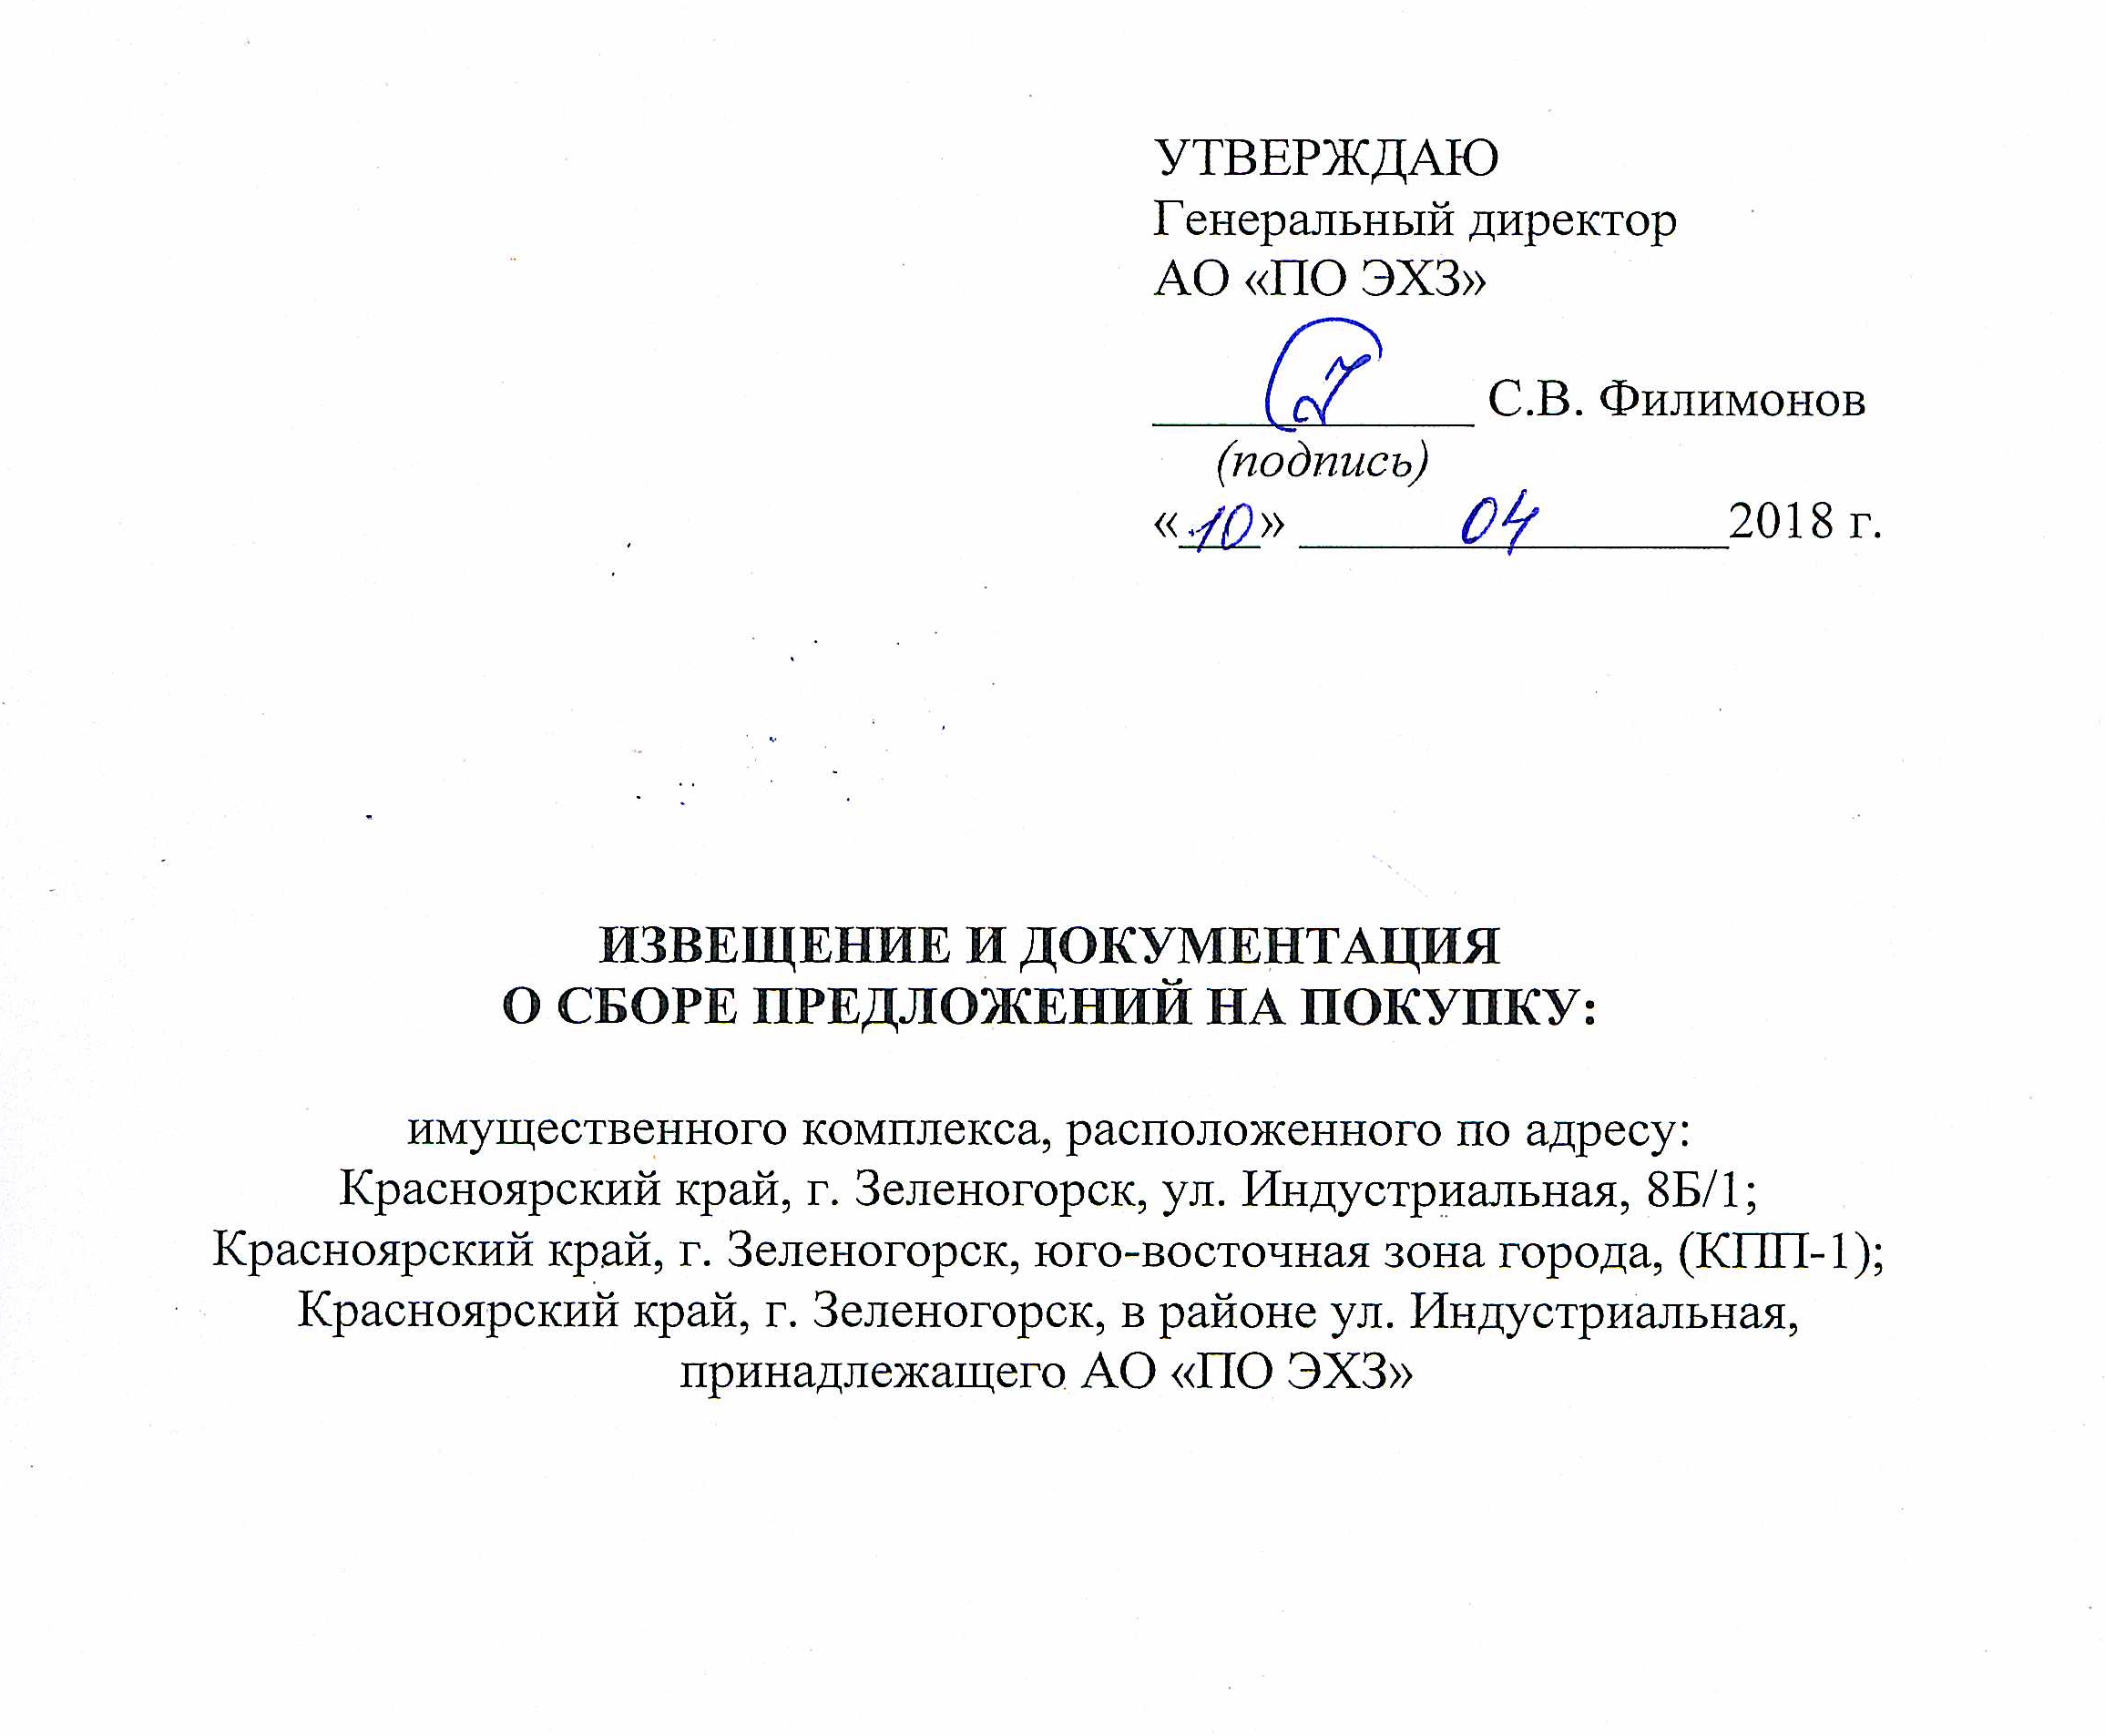 УТВЕРЖДАЮ
Генеральный директор
АО «ПО ЭХЗ»
С.В. Филимонов
(подпись)
«10» 04 2018 г.
ИЗВЕЩЕНИЕ И ДОКУМЕНТАЦИЯ
О СБОРЕ ПРЕДЛОЖЕНИЙ НА ПОКУПКУ:
имущественного комплекса, расположенного по адресу:
Красноярский край, г. Зеленогорск, ул. Индустриальная, 8Б/1;
Красноярский край, г. Зеленогорск, юго-восточная зона города, (КПП-1);
Красноярский край, г. Зеленогорск, в районе ул. Индустриальная,
принадлежащего АО «ПО ЭХЗ»